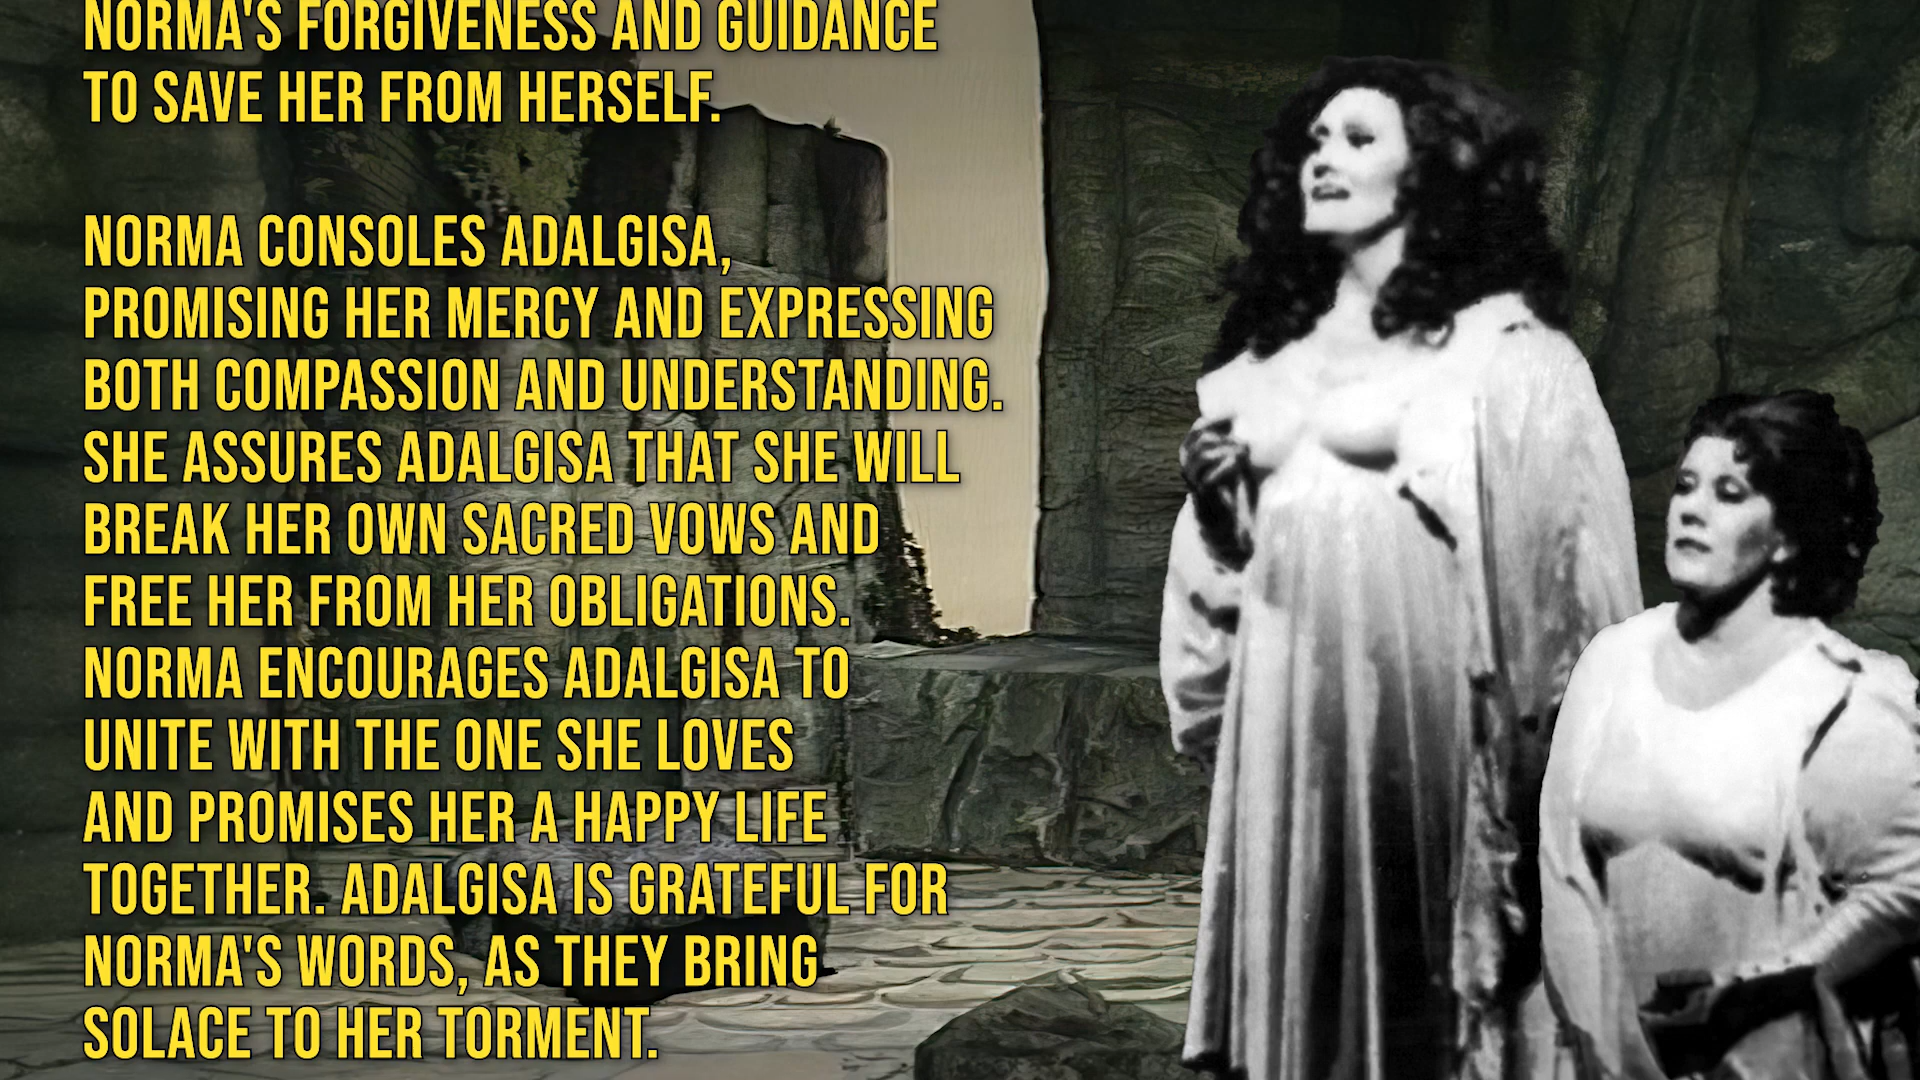 NORMA'S FORGIVENESS AND GUIDANCE
TO SAVE HER FROM HERSELF.
NORMA CONSOLES ADALGISA,
PROMISING HER MERCY AND EXPRESSING
BOTH COMPASSION AND UNDERSTANDING.
SHE ASSURES ADALGISA THAT SHE WILL
BREAK HER OWN SACRED VOWS AND
FREE HER FROM HER OBLIGATIONS.
NORMA ENCOURAGES ADALGISA TO
UNITE WITH THE ONE SHE LOVES
AND PROMISES HER A HAPPY LIFE
TOGETHER. ADALGISA IS GRATEFUL FOR
NORMA'S WORDS, AS THEY BRING
SOLACE TO HER TORMENT.